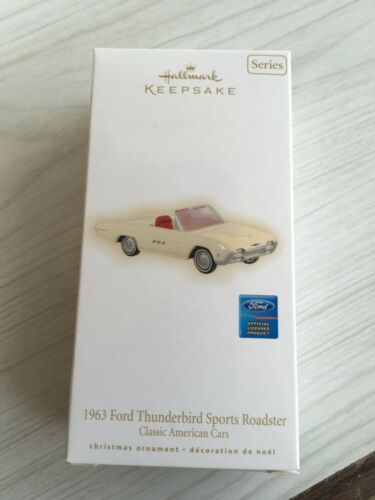 Hallmark
KEEPSAKE
Series
Ford
OFFICIAL
LICENSED
PRODUCT
1963 Ford Thunderbird Sports Roadster
Classic American Cars
christmas ornament • décoration de noël